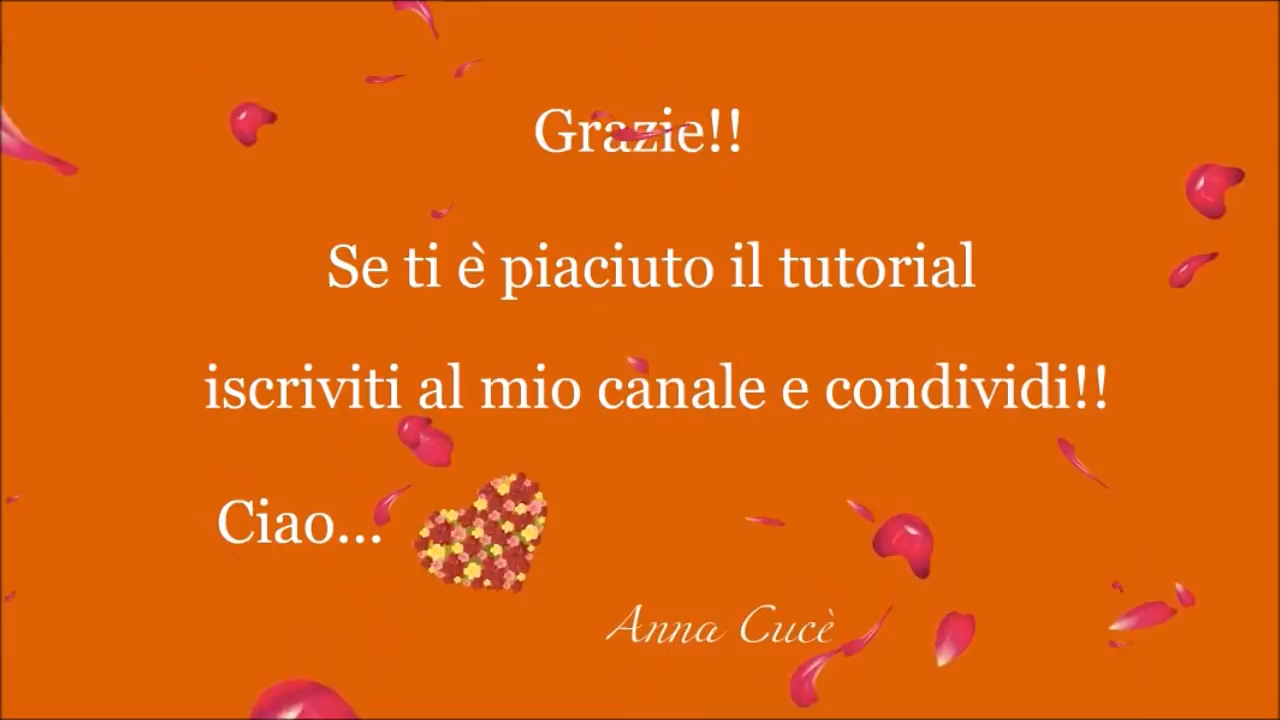 Grazie!!
Se ti è piaciuto il tutorial
iscriviti al mio canale e condividi!!
Ciao...
Anna Cucè